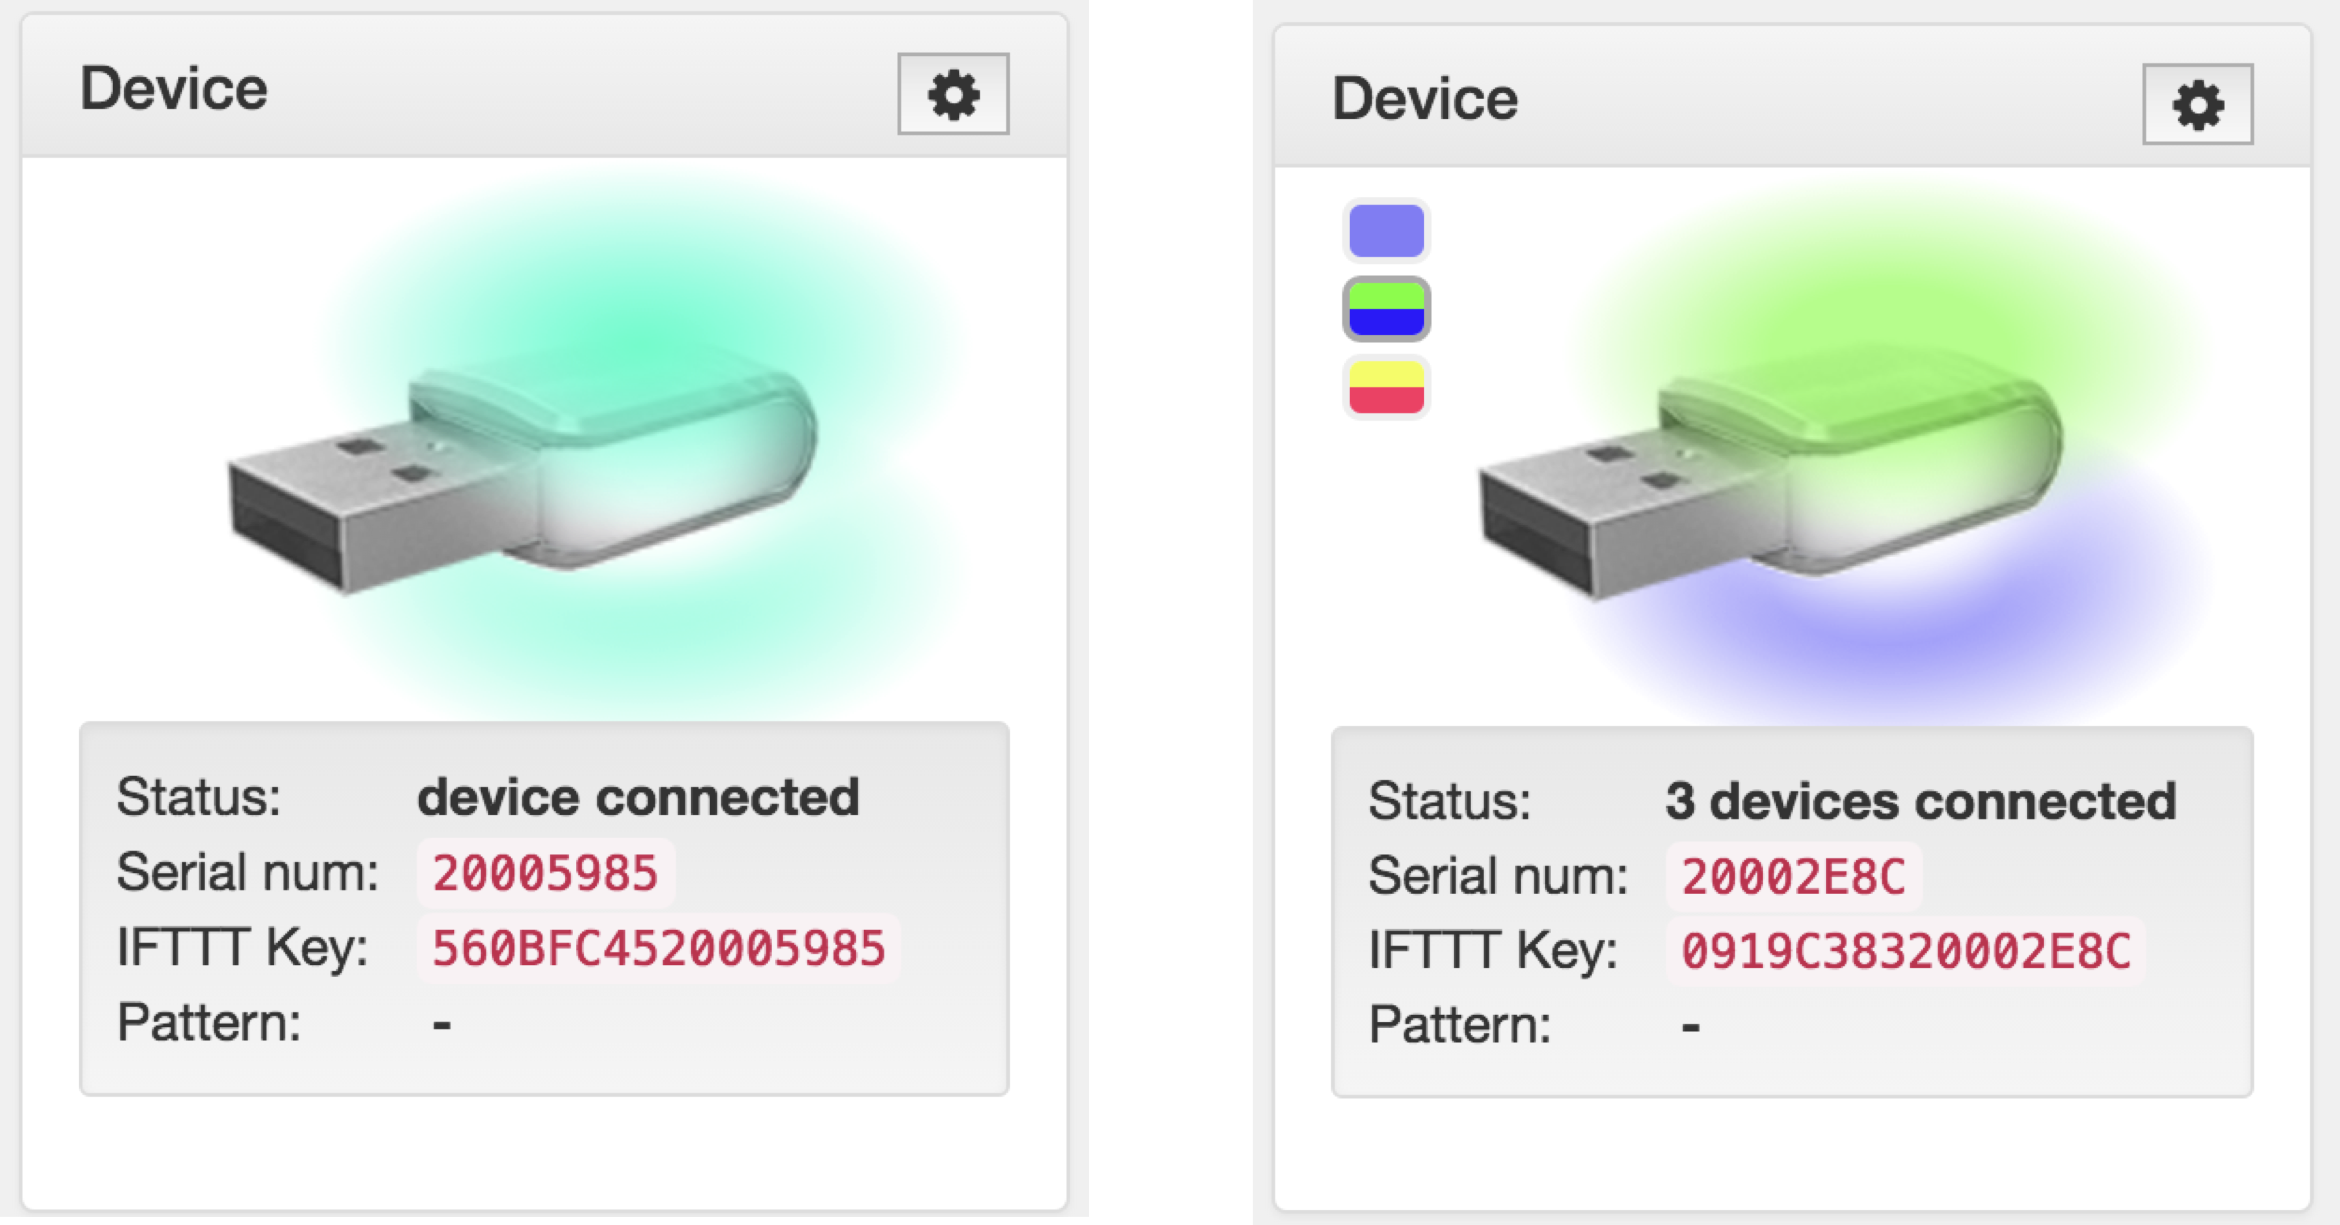 Device
Status: device connected
Serial num: 20005985
IFTTT Key: 560BFC4520005985
Pattern: -
Device
Status: 3 devices connected
Serial num: 20002E8C
IFTTT Key: 0919C38320002E8C
Pattern: -